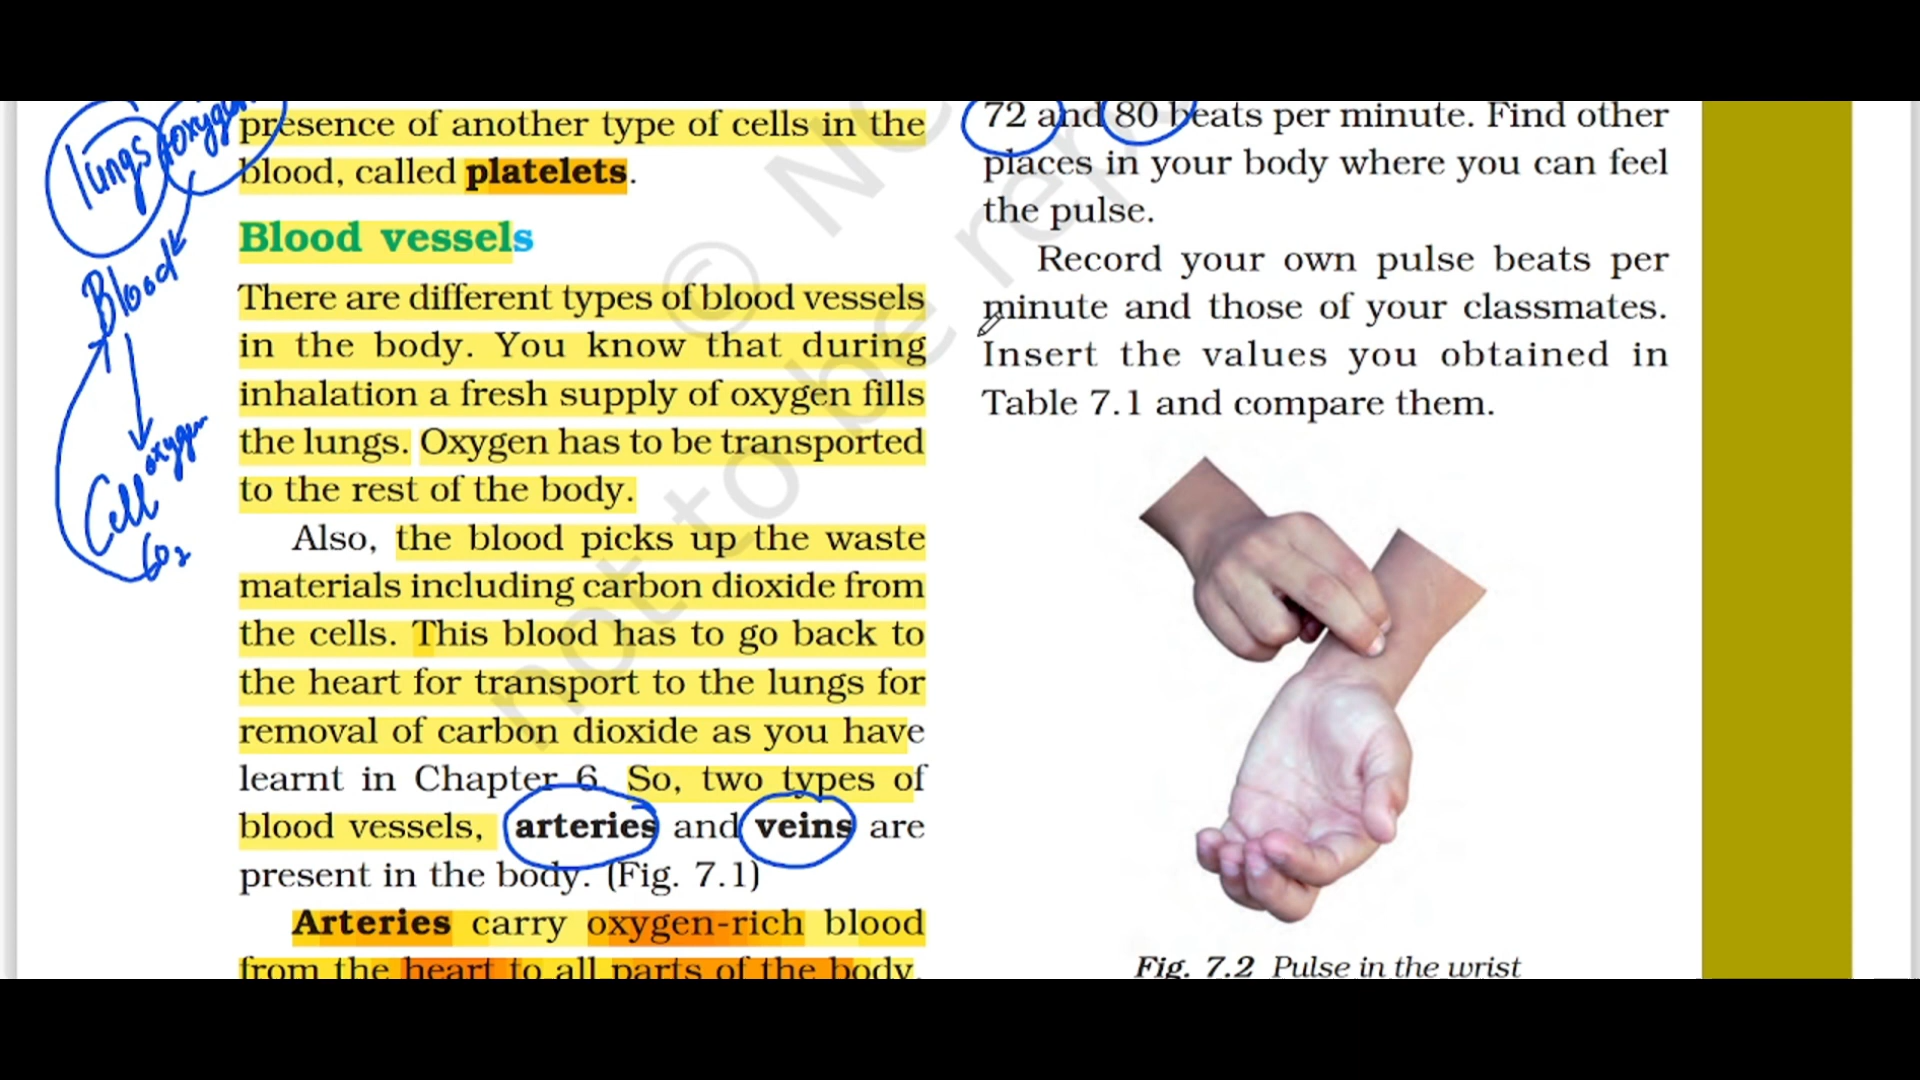 lungs
presence of another type of cells in the
blood, called platelets.
Blood vessels
There are different types of blood vessels
in the body. You know that during
inhalation a fresh supply of oxygen fills
the lungs. Oxygen has to be transported
to the rest of the body.
Also, the blood picks up the waste
materials including carbon dioxide from
the cells. This blood has to go back to
the heart for transport to the lungs for
removal of carbon dioxide as you have
learnt in Chapter 6. So, two types of
blood vessels, arteries and veins are
present in the body. (Fig. 7.1)
Arteries carry oxygen-rich blood
from the heart to all parts of the body.
Blood
oxygen
Cell
CO2
72 and 80 beats per minute. Find other
places in your body where you can feel
the pulse.
Record your own pulse beats per
minute and those of your classmates.
Insert the values you obtained in
Table 7.1 and compare them.
Fig. 7.2 Pulse in the wrist
not to be rep